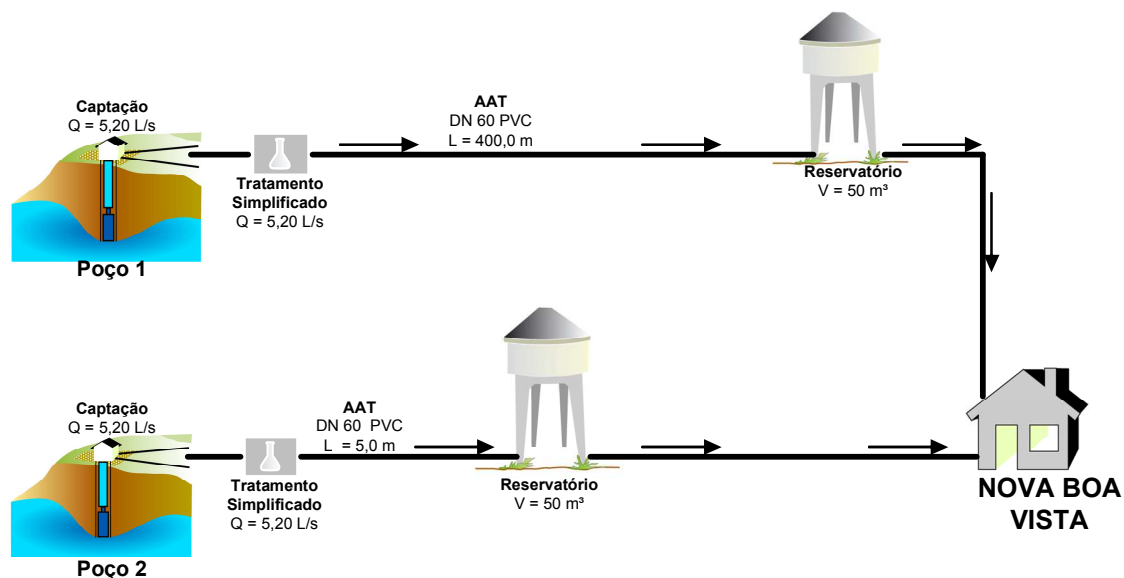 Captação
Q = 5,20 L/s
Poço 1
Tratamento
Simplificado
Q = 5,20 L/s
AAT
DN 60 PVC
L = 400,0 m
Reservatório
V = 50 m³
Captação
Q = 5,20 L/s
Poço 2
Tratamento
Simplificado
Q = 5,20 L/s
AAT
DN 60 PVC
L = 5,0 m
Reservatório
V = 50 m³
NOVA BOA
VISTA